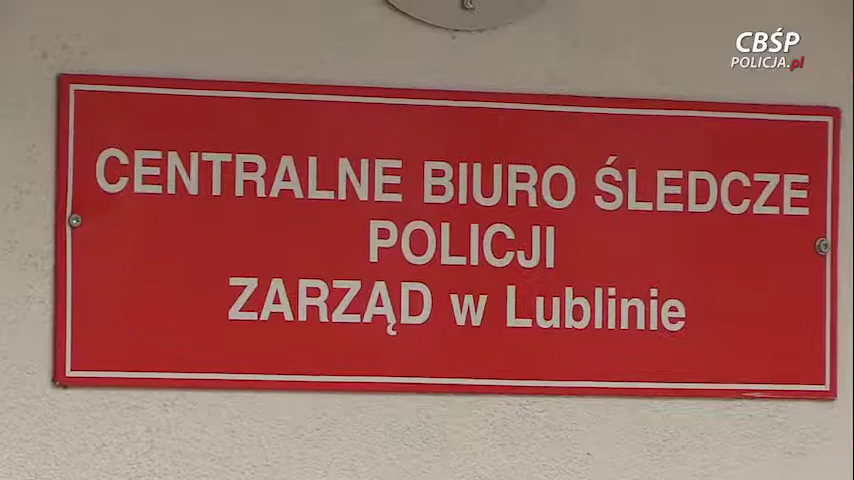 CBŚP
POLICJA.pl
CENTRALNE BIURO ŚLEDCZE
POLICJI
ZARZĄD w Lublinie